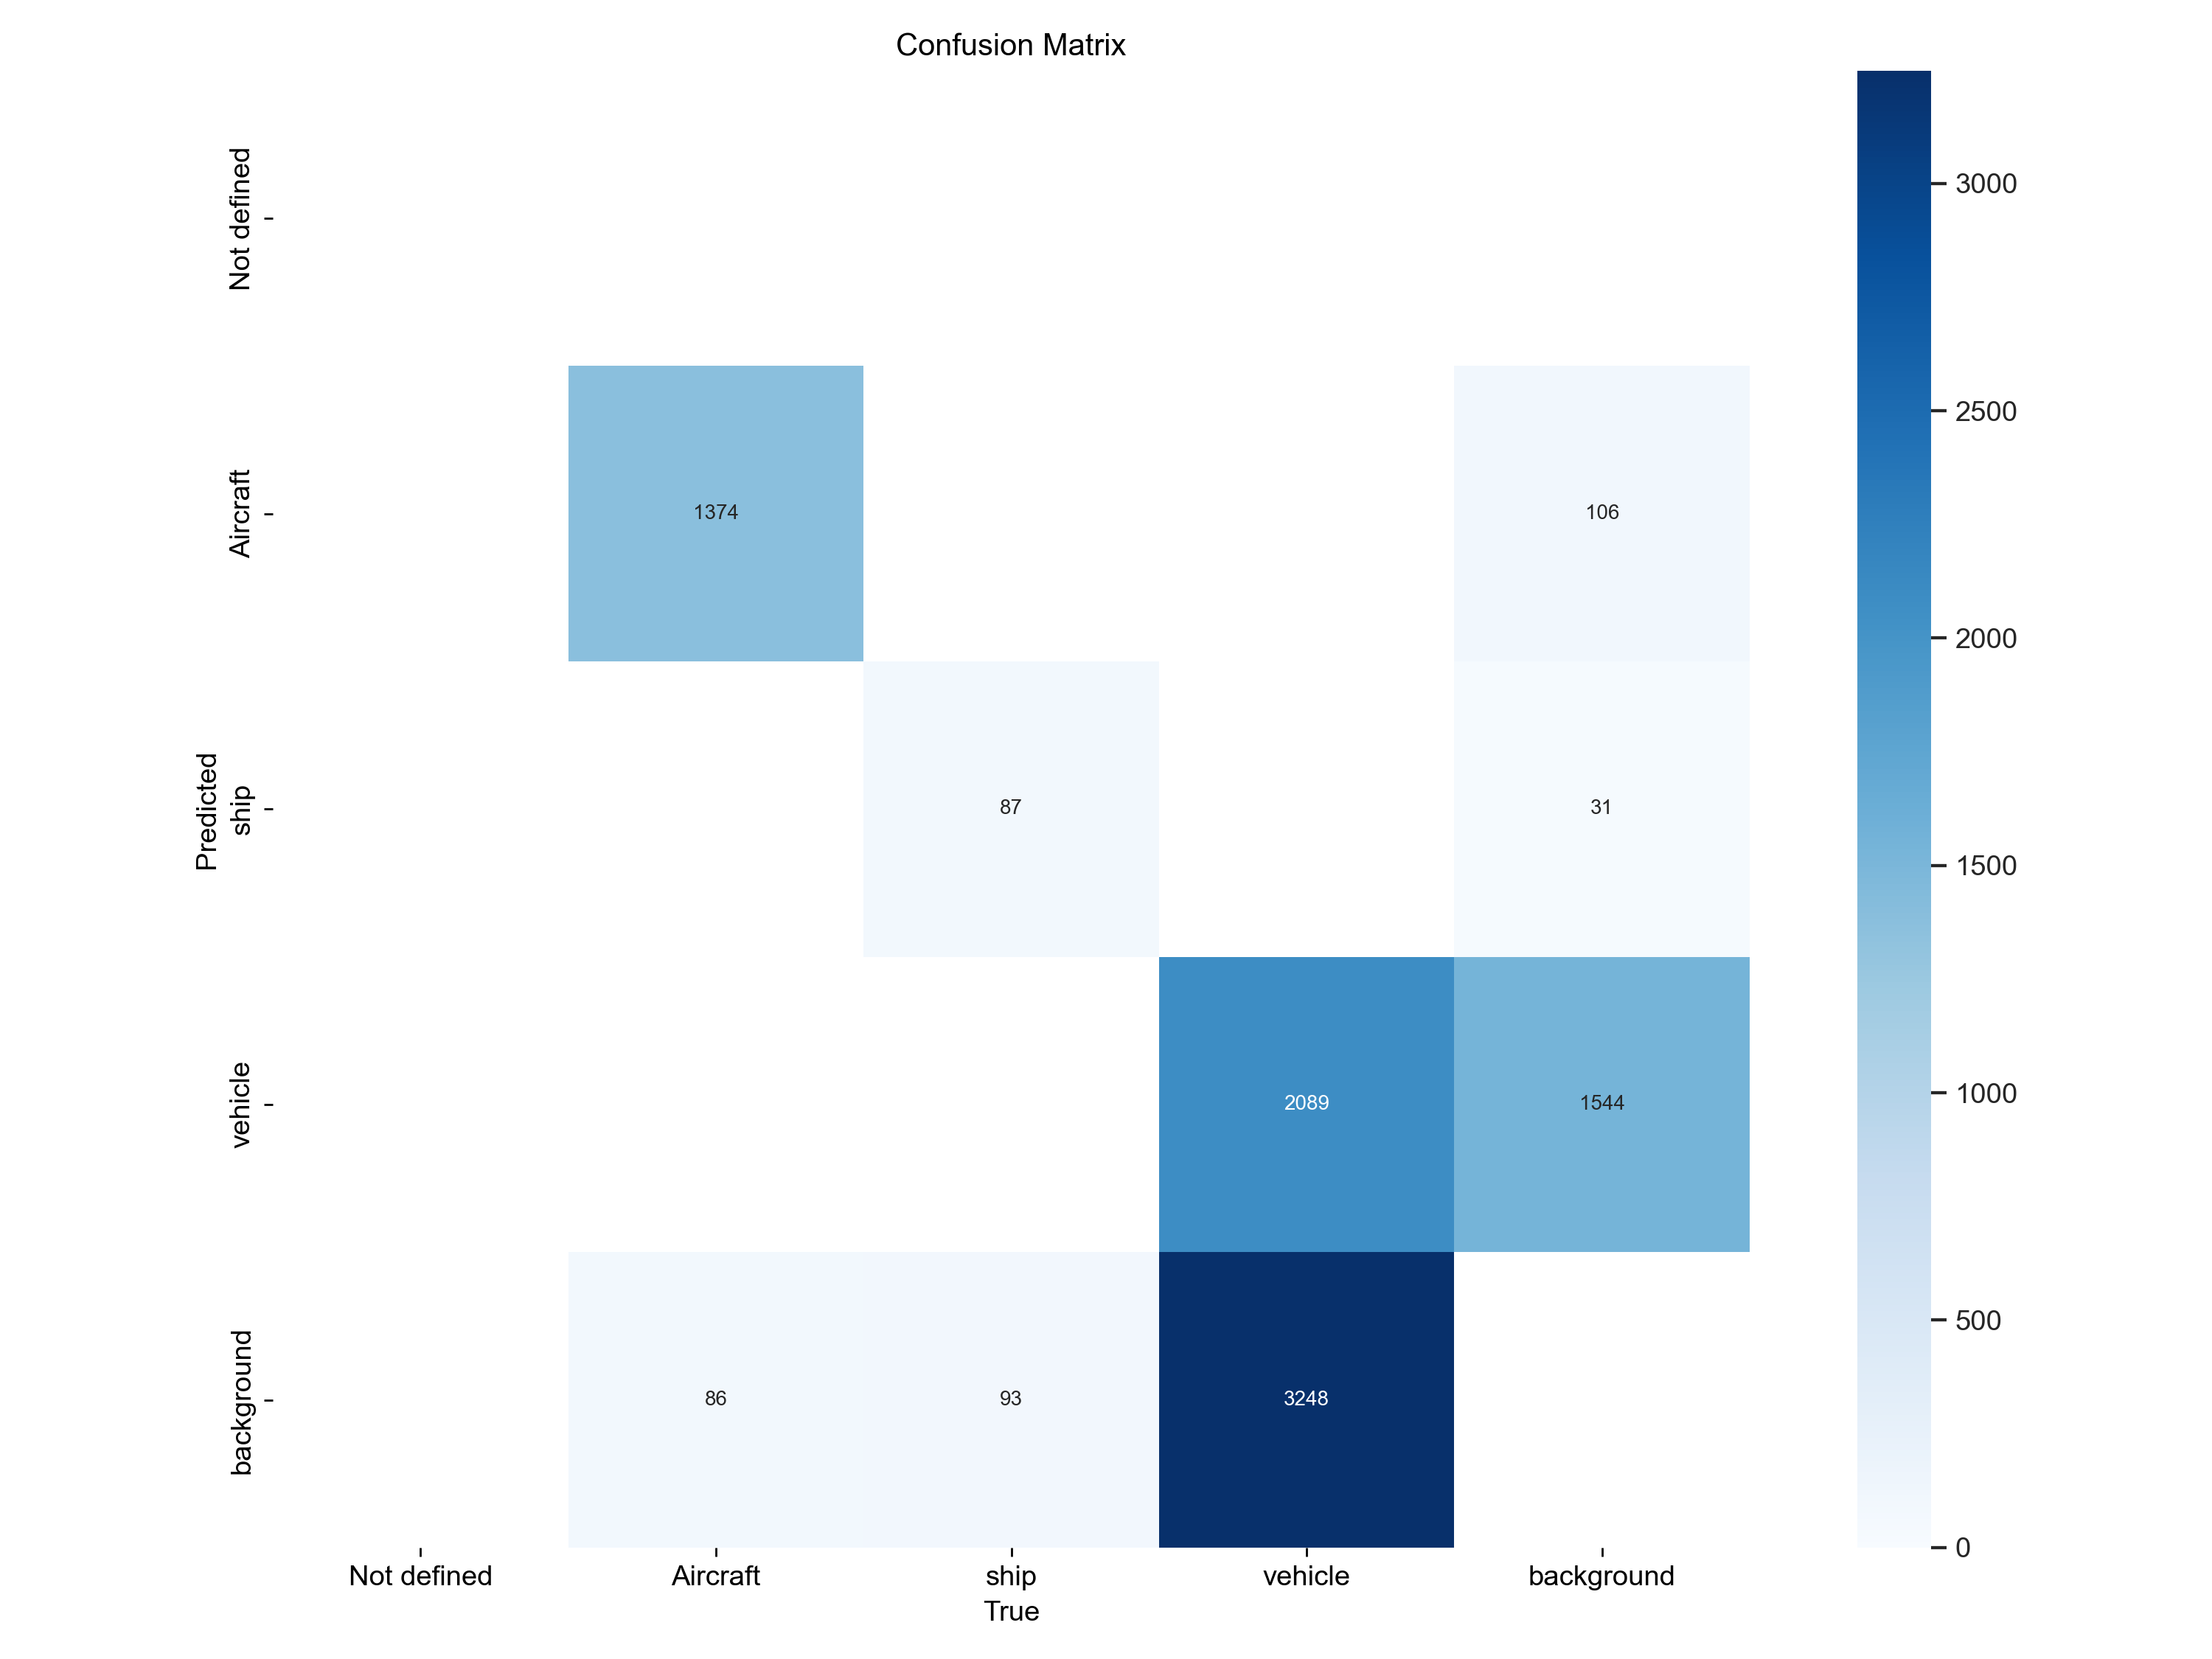 Confusion Matrix
Not defined
Aircraft
ship
vehicle
background
Predicted
1374
106
87
31
2089
1544
86
93
3248
Not defined
Aircraft
ship
vehicle
background
True
3000
2500
2000
1500
1000
500
0